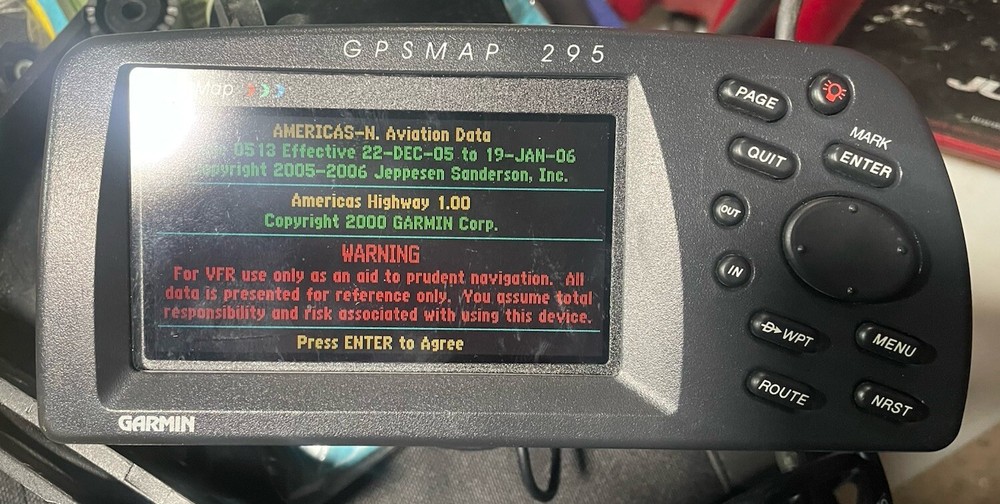 GPSMAP 295
Map
AMERICAS-N. Aviation Data
0513 Effective 22-DEC-05 to 19-JAN-06
Copyright 2005-2006 Jeppesen Sanderson, Inc.
Americas Highway 1.00
Copyright 2000 GARMIN Corp.
WARNING
For VFR use only as an aid to prudent navigation. All
data is presented for reference only. You assume total
responsibility and risk associated with using this device.
Press ENTER to Agree
GARMIN
PAGE
MARK
QUIT
ENTER
OUT
IN
D WPT
MENU
ROUTE
NRST